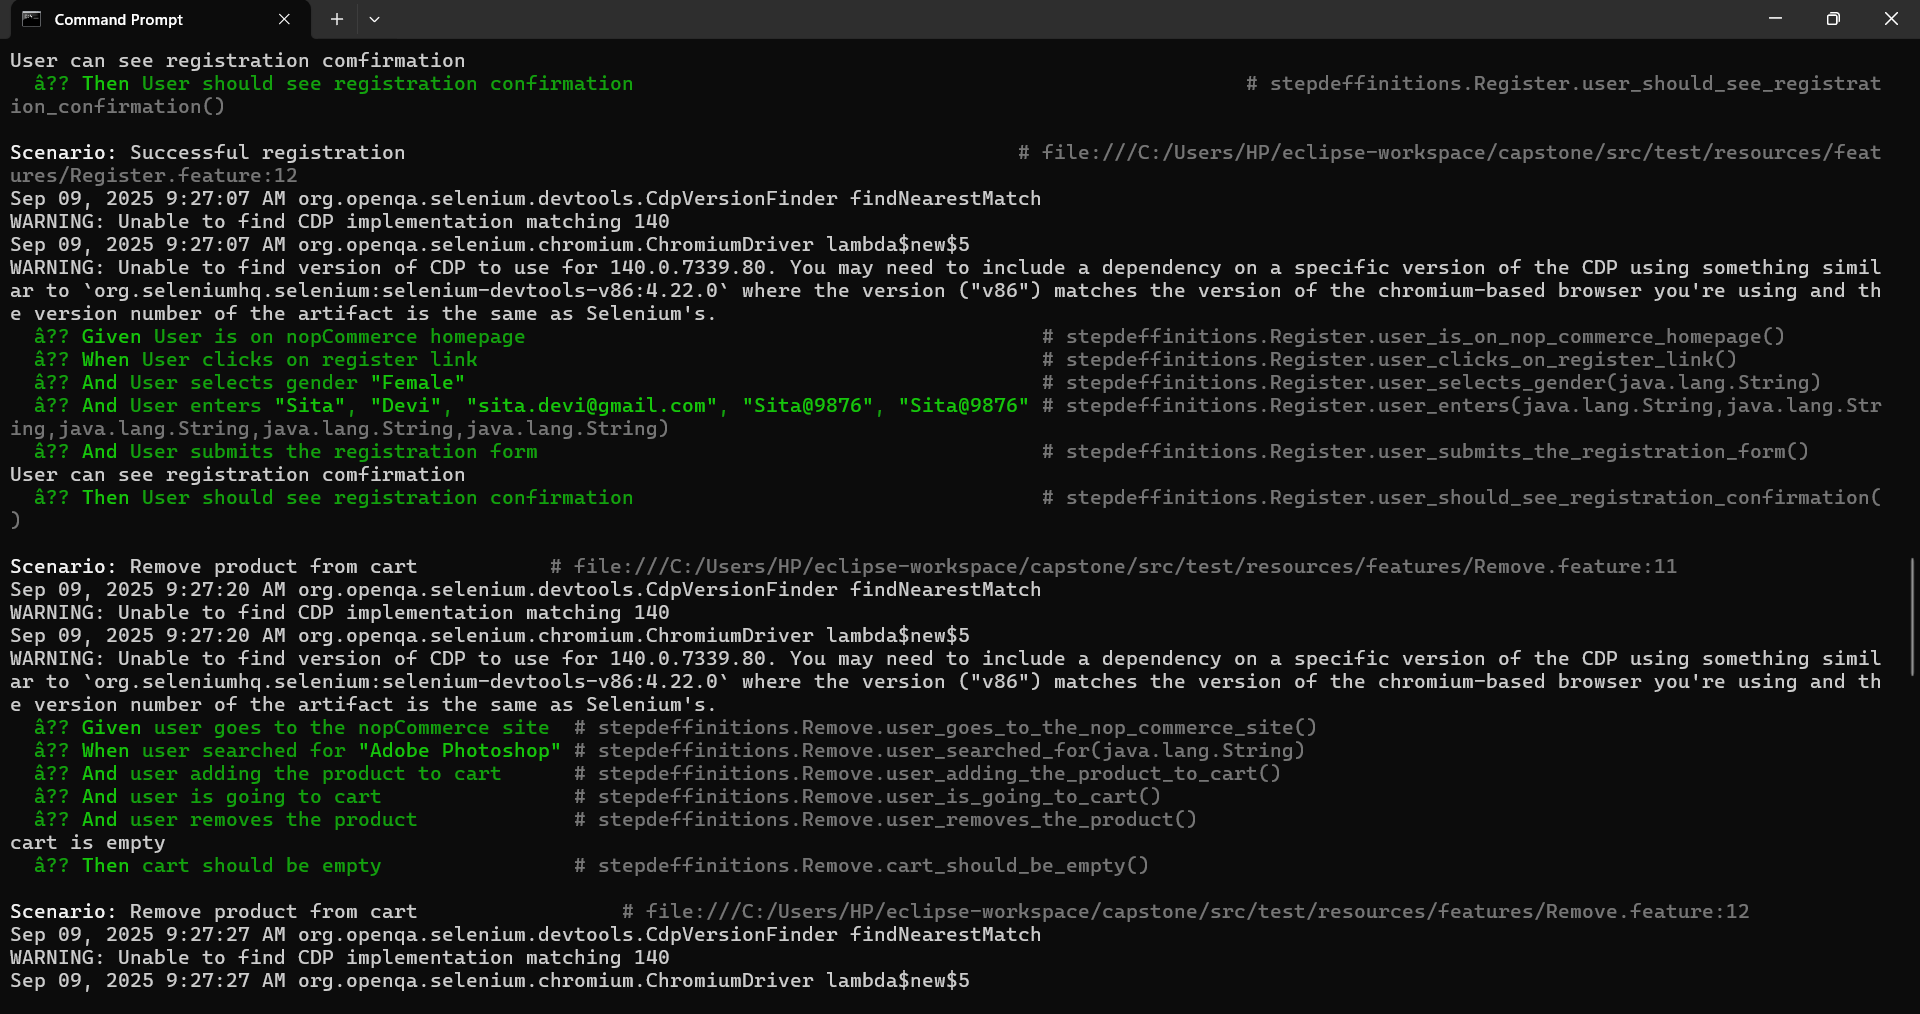 Command Prompt
User can see registration comfirmation
â?? Then User should see registration confirmation # stepdeffinitions.Register.user_should_see_registrat
ion_confirmation()
Scenario: Successful registration # file:///C:/Users/HP/eclipse-workspace/capstone/src/test/resources/feat
ures/Register.feature:12
Sep 09, 2025 9:27:07 AM org.openqa.selenium.devtools.CdpVersionFinder findNearestMatch
WARNING: Unable to find CDP implementation matching 140
Sep 09, 2025 9:27:07 AM org.openqa.selenium.chromium.ChromiumDriver lambda$new$5
WARNING: Unable to find version of CDP to use for 140.0.7339.80. You may need to include a dependency on a specific version of the CDP using something simil
ar to `org.seleniumhq.selenium:selenium-devtools-v86:4.22.0` where the version ("v86") matches the version of the chromium-based browser you're using and th
e version number of the artifact is the same as Selenium's.
â?? Given User is on nopCommerce homepage # stepdeffinitions.Register.user_is_on_nop_commerce_homepage()
â?? When User clicks on register link # stepdeffinitions.Register.user_clicks_on_register_link()
â?? And User selects gender "Female" # stepdeffinitions.Register.user_selects_gender(java.lang.String)
â?? And User enters "Sita", "Devi", "sita.devi@gmail.com", "Sita@9876", "Sita@9876" # stepdeffinitions.Register.user_enters(java.lang.String,java.lang.Str
ing,java.lang.String,java.lang.String,java.lang.String)
â?? And User submits the registration form # stepdeffinitions.Register.user_submits_the_registration_form()
User can see registration comfirmation
â?? Then User should see registration confirmation # stepdeffinitions.Register.user_should_see_registration_confirmation(
)
Scenario: Remove product from cart # file:///C:/Users/HP/eclipse-workspace/capstone/src/test/resources/features/Remove.feature:11
Sep 09, 2025 9:27:20 AM org.openqa.selenium.devtools.CdpVersionFinder findNearestMatch
WARNING: Unable to find CDP implementation matching 140
Sep 09, 2025 9:27:20 AM org.openqa.selenium.chromium.ChromiumDriver lambda$new$5
WARNING: Unable to find version of CDP to use for 140.0.7339.80. You may need to include a dependency on a specific version of the CDP using something simil
ar to `org.seleniumhq.selenium:selenium-devtools-v86:4.22.0` where the version ("v86") matches the version of the chromium-based browser you're using and th
e version number of the artifact is the same as Selenium's.
â?? Given user goes to the nopCommerce site # stepdeffinitions.Remove.user_goes_to_the_nop_commerce_site()
â?? When user searched for "Adobe Photoshop" # stepdeffinitions.Remove.user_searched_for(java.lang.String)
â?? And user adding the product to cart # stepdeffinitions.Remove.user_adding_the_product_to_cart()
â?? And user is going to cart # stepdeffinitions.Remove.user_is_going_to_cart()
â?? And user removes the product # stepdeffinitions.Remove.user_removes_the_product()
cart is empty
â?? Then cart should be empty # stepdeffinitions.Remove.cart_should_be_empty()
Scenario: Remove product from cart # file:///C:/Users/HP/eclipse-workspace/capstone/src/test/resources/features/Remove.feature:12
Sep 09, 2025 9:27:27 AM org.openqa.selenium.devtools.CdpVersionFinder findNearestMatch
WARNING: Unable to find CDP implementation matching 140
Sep 09, 2025 9:27:27 AM org.openqa.selenium.chromium.ChromiumDriver lambda$new$5